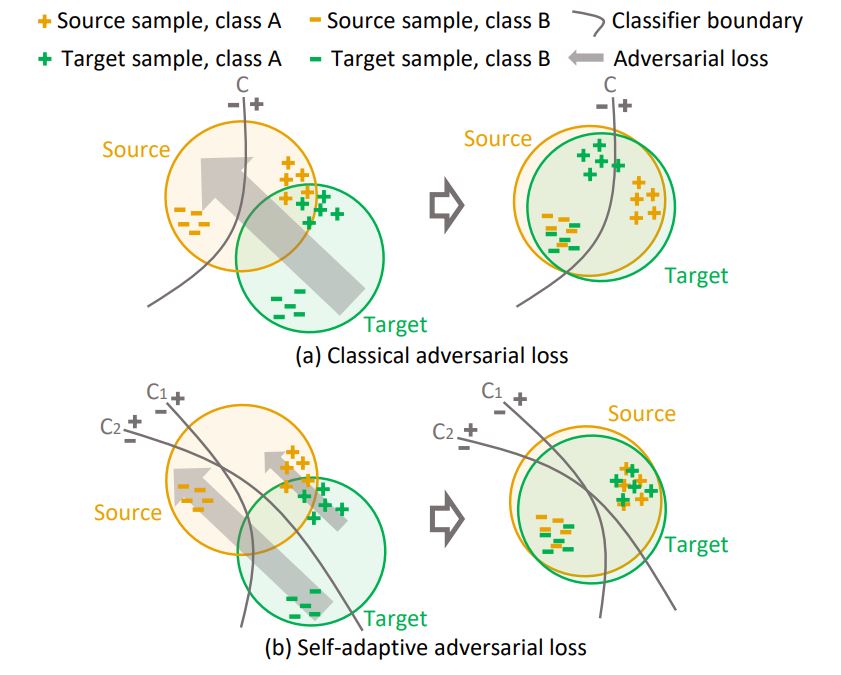 Source sample, class A
Source sample, class B
Classifier boundary
Target sample, class A
Target sample, class B
Adversarial loss
C
C
Source
Source
Target
Target
(a) Classical adversarial loss
C1
C2
C1
C2
Source
Source
Target
Target
(b) Self-adaptive adversarial loss